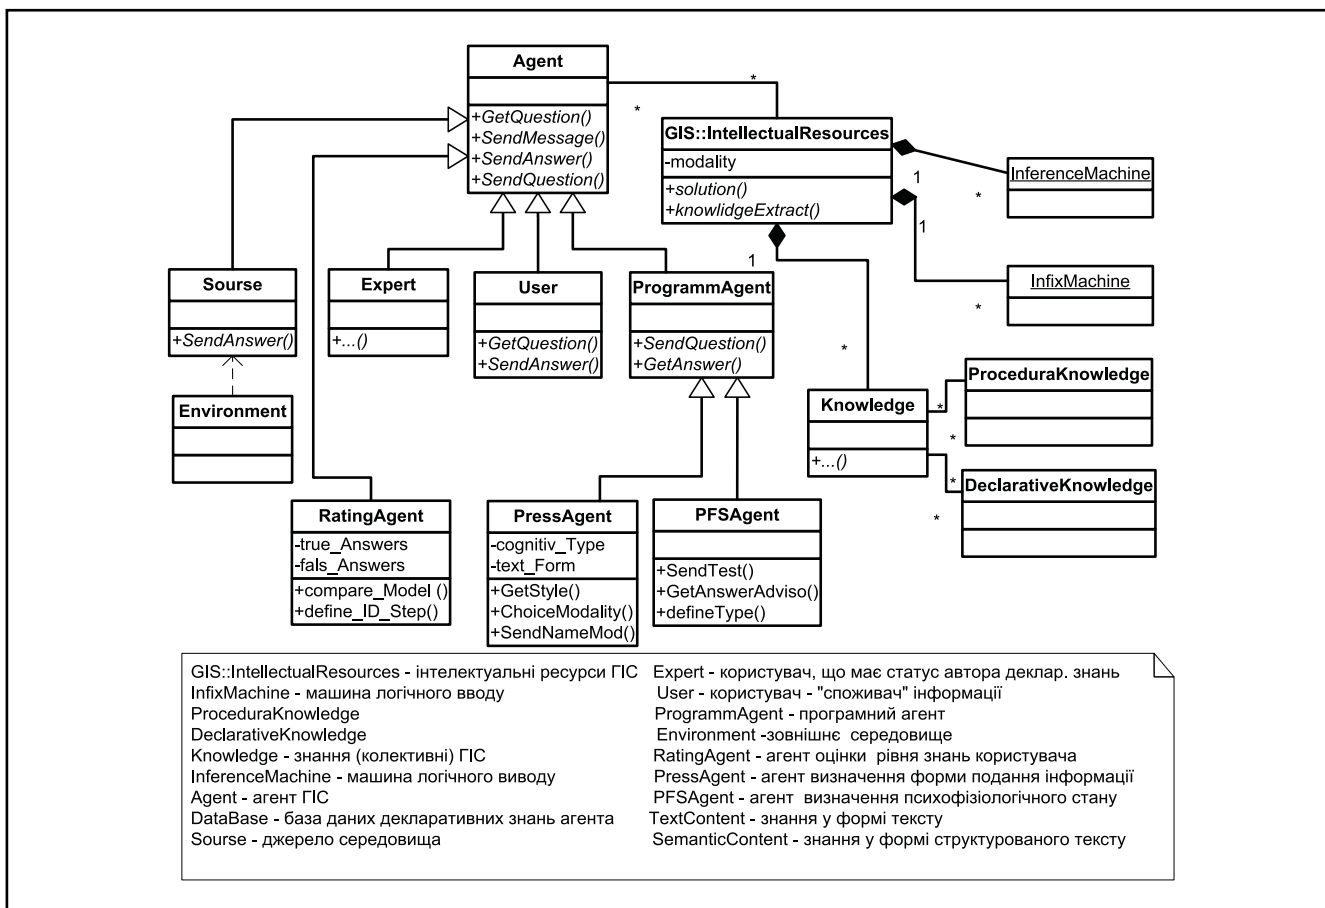 Agent
+GetQuestion()
+SendMessage()
+SendAnswer()
+SendQuestion()
*
*
GIS::IntellectualResources
-modality
+solution()
+knowlidgeExtract()
1
*
InferenceMachine
1
*
InfixMachine
1
*
Sourse
+SendAnswer()
Expert
+...()
User
+GetQuestion()
+SendAnswer()
ProgrammAgent
+SendQuestion()
+GetAnswer()
Environment
Knowledge
+...()
*
*
ProceduraKnowledge
*
*
DeclarativeKnowledge
RatingAgent
-true_Answers
-fals_Answers
+compare_Model ()
+define_ID_Step()
PressAgent
-cognitiv_Type
-text_Form
+GetStyle()
+ChoiceModality()
+SendNameMod()
PFSAgent
+SendTest()
+GetAnswerAdviso()
+defineType()
GIS::IntellectualResources - інтелектуальні ресурси ГІС
InfixMachine - машина логічного вводу
ProceduraKnowledge
DeclarativeKnowledge
Knowledge - знання (колективні) ГІС
InferenceMachine - машина логічного виводу
Agent - агент ГІС
DataBase - база даних декларативних знань агента
Sourse - джерело середовища
Expert - користувач, що має статус автора деклар. знань
User - користувач - "споживач" інформації
ProgrammAgent - програмний агент
Environment -зовнішнє середовище
RatingAgent - агент оцінки рівня знань користувача
PressAgent - агент визначення форми подання інформації
PFSAgent - агент визначення психофізіологічного стану
TextContent - знання у формі тексту
SemanticContent - знання у формі структурованого тексту